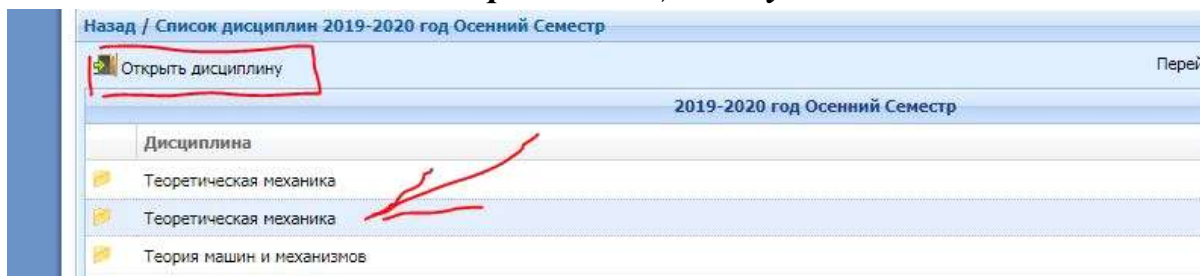 Назад / Список дисциплин 2019-2020 год Осенний Семестр
Открыть дисциплину
2019-2020 год Осенний Семестр
Дисциплина
Теоретическая механика
Теоретическая механика
Теория машин и механизмов